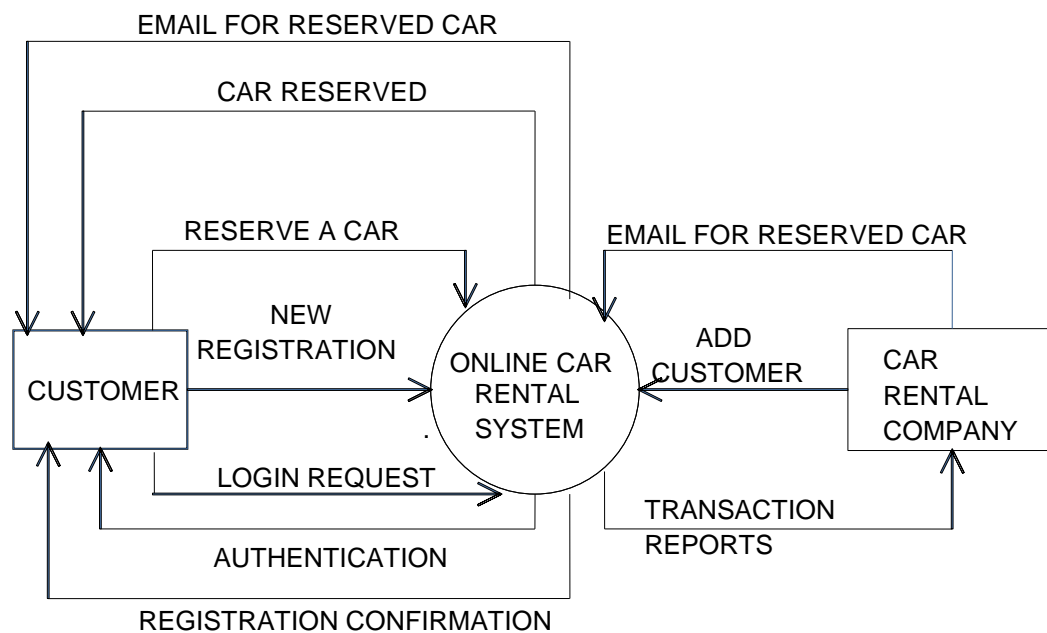 EMAIL FOR RESERVED CAR
CAR RESERVED
RESERVE A CAR
EMAIL FOR RESERVED CAR
NEW
REGISTRATION
ADD
CUSTOMER
CUSTOMER
ONLINE CAR
RENTAL
SYSTEM
.
CAR
RENTAL
COMPANY
LOGIN REQUEST
TRANSACTION
REPORTS
AUTHENTICATION
REGISTRATION CONFIRMATION